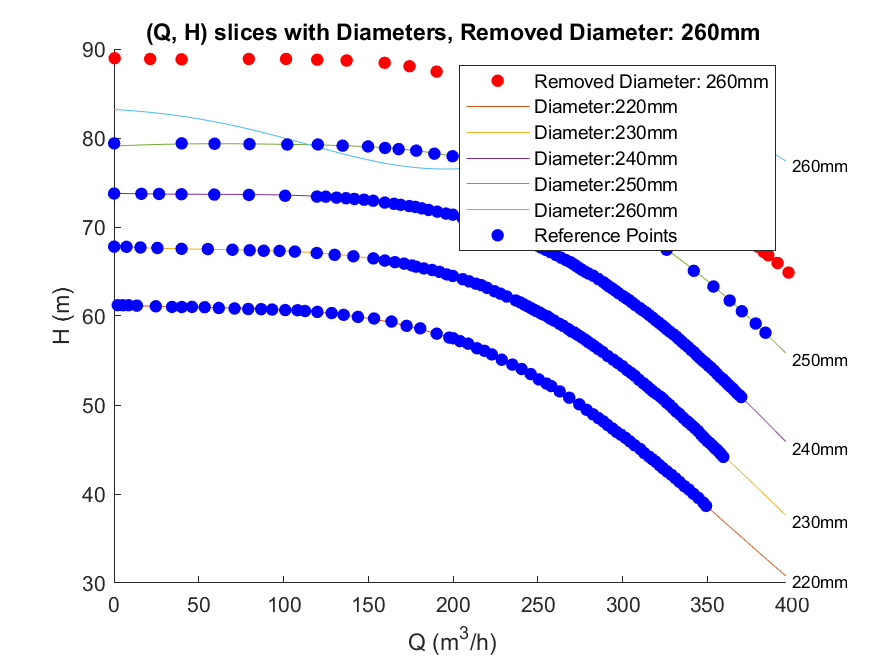 (Q, H) slices with Diameters, Removed Diameter: 260mm
H (m)
90
80
70
60
50
40
30
0
50
100
150
200
250
300
350
400
Q (m³/h)
Removed Diameter: 260mm
Diameter:220mm
Diameter:230mm
Diameter:240mm
Diameter:250mm
Diameter:260mm
Reference Points
260mm
250mm
240mm
230mm
220mm